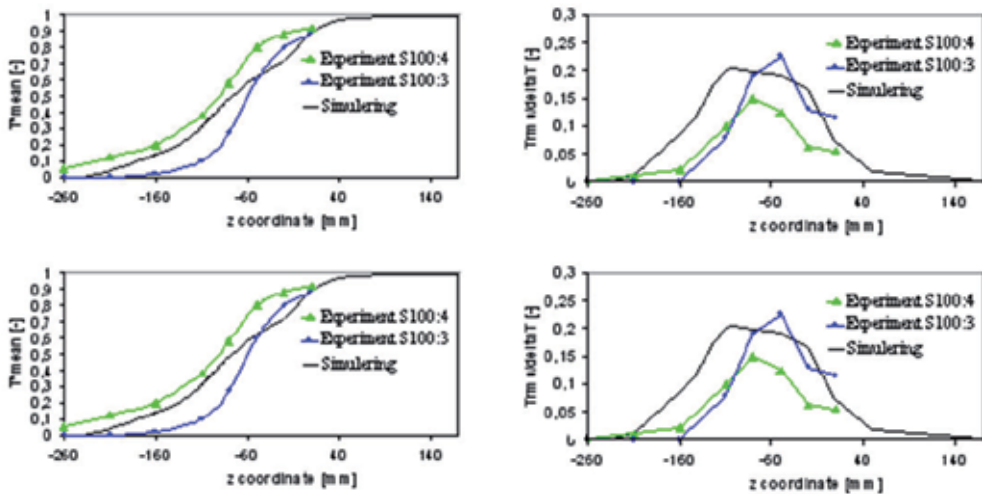 1
0,9
0,8
0,7
0,6
0,5
0,4
0,3
0,2
0,1
0
T*mean [-]
Experiment S100:4
Experiment S100:3
Simulering
-260 -160 -60 40 140
z coordinate [mm]
0,3
0,25
0,2
0,15
0,1
0,05
Trms/deltaT [-]
Experiment S100:4
Experiment S100:3
Simulering
-260 -160 -60 40 140
z coordinate [mm]
1
0,9
0,8
0,7
0,6
0,5
0,4
0,3
0,2
0,1
0
T*mean [-]
Experiment S100:4
Experiment S100:3
Simulering
-260 -160 -60 40 140
z coordinate [mm]
0,3
0,25
0,2
0,15
0,1
0,05
Trms/deltaT [-]
Experiment S100:4
Experiment S100:3
Simulering
-260 -160 -60 40 140
z coordinate [mm]